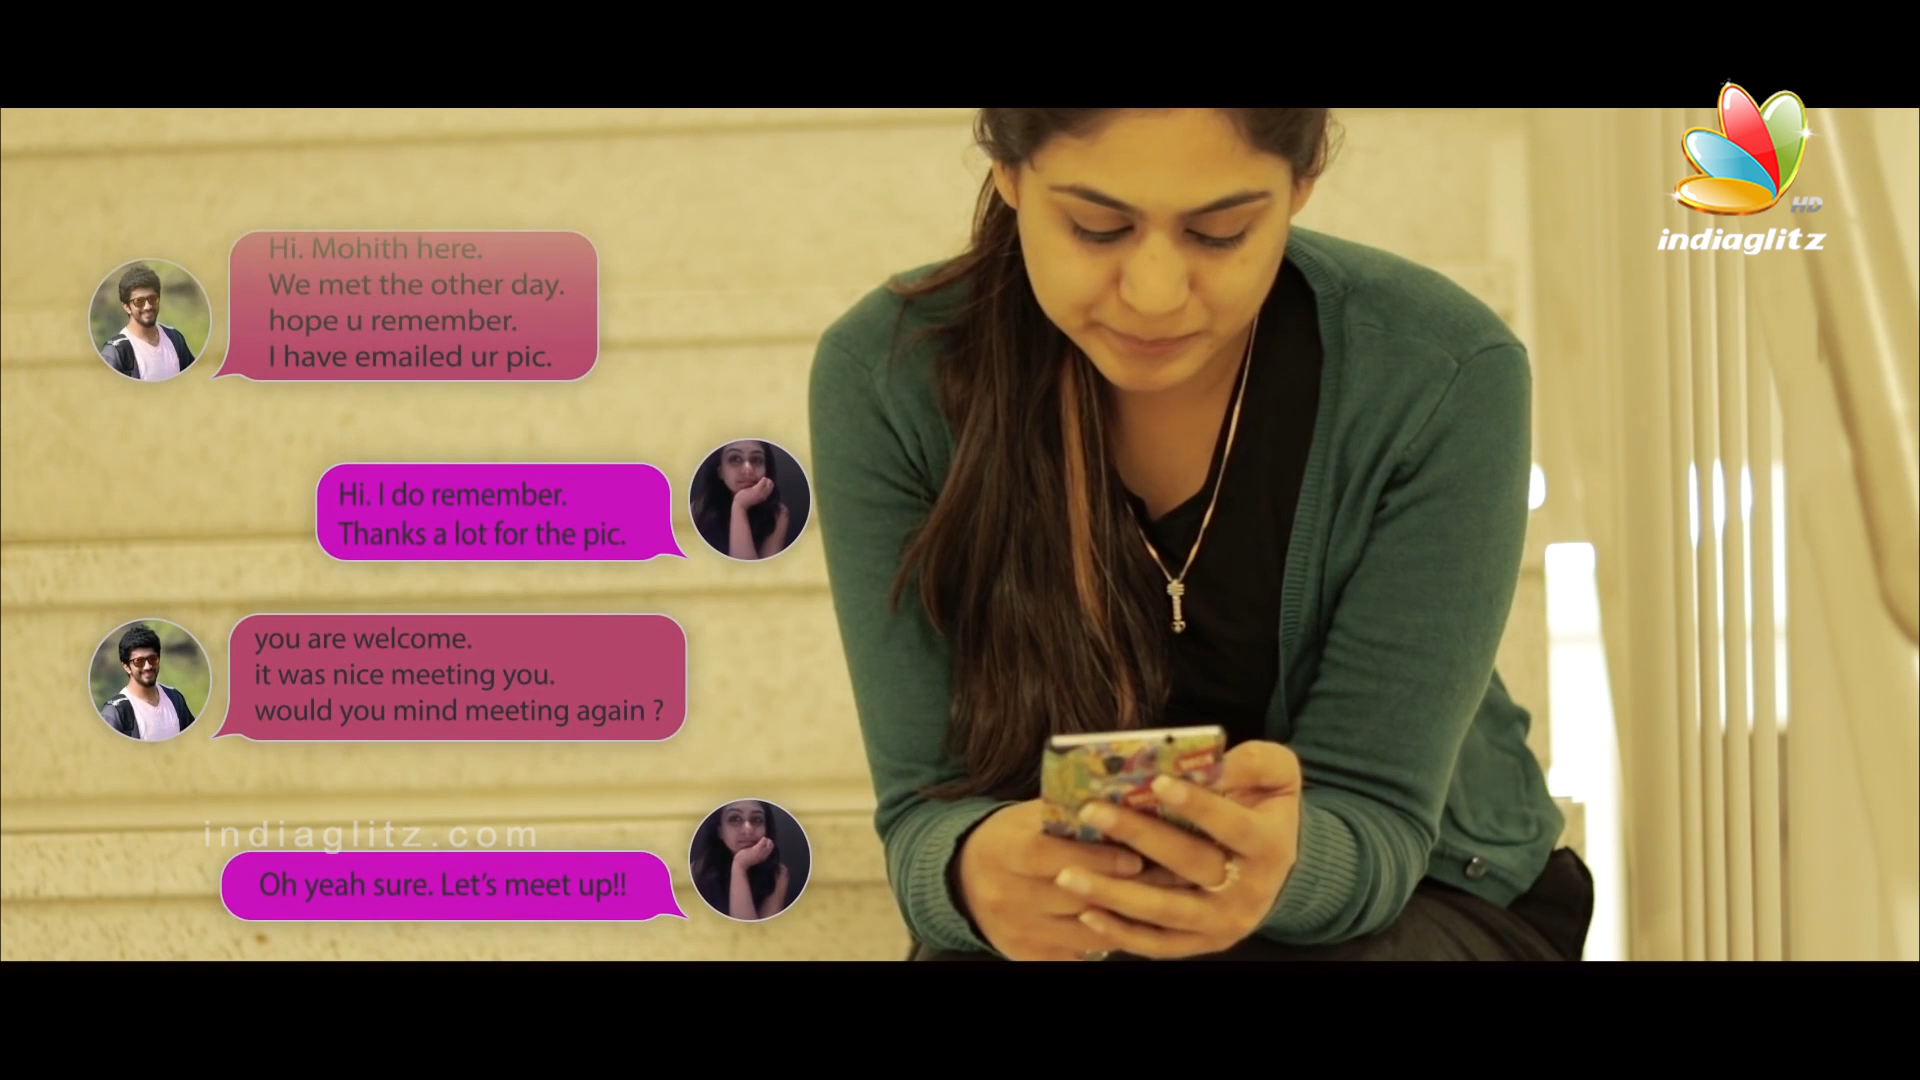 HD
indiaglitz
Hi. Mohith here.
We met the other day.
hope u remember.
I have emailed ur pic.
Hi. I do remember.
Thanks a lot for the pic.
you are welcome.
it was nice meeting you.
would you mind meeting again ?
indiaglitz.com
Oh yeah sure. Let's meet up!!